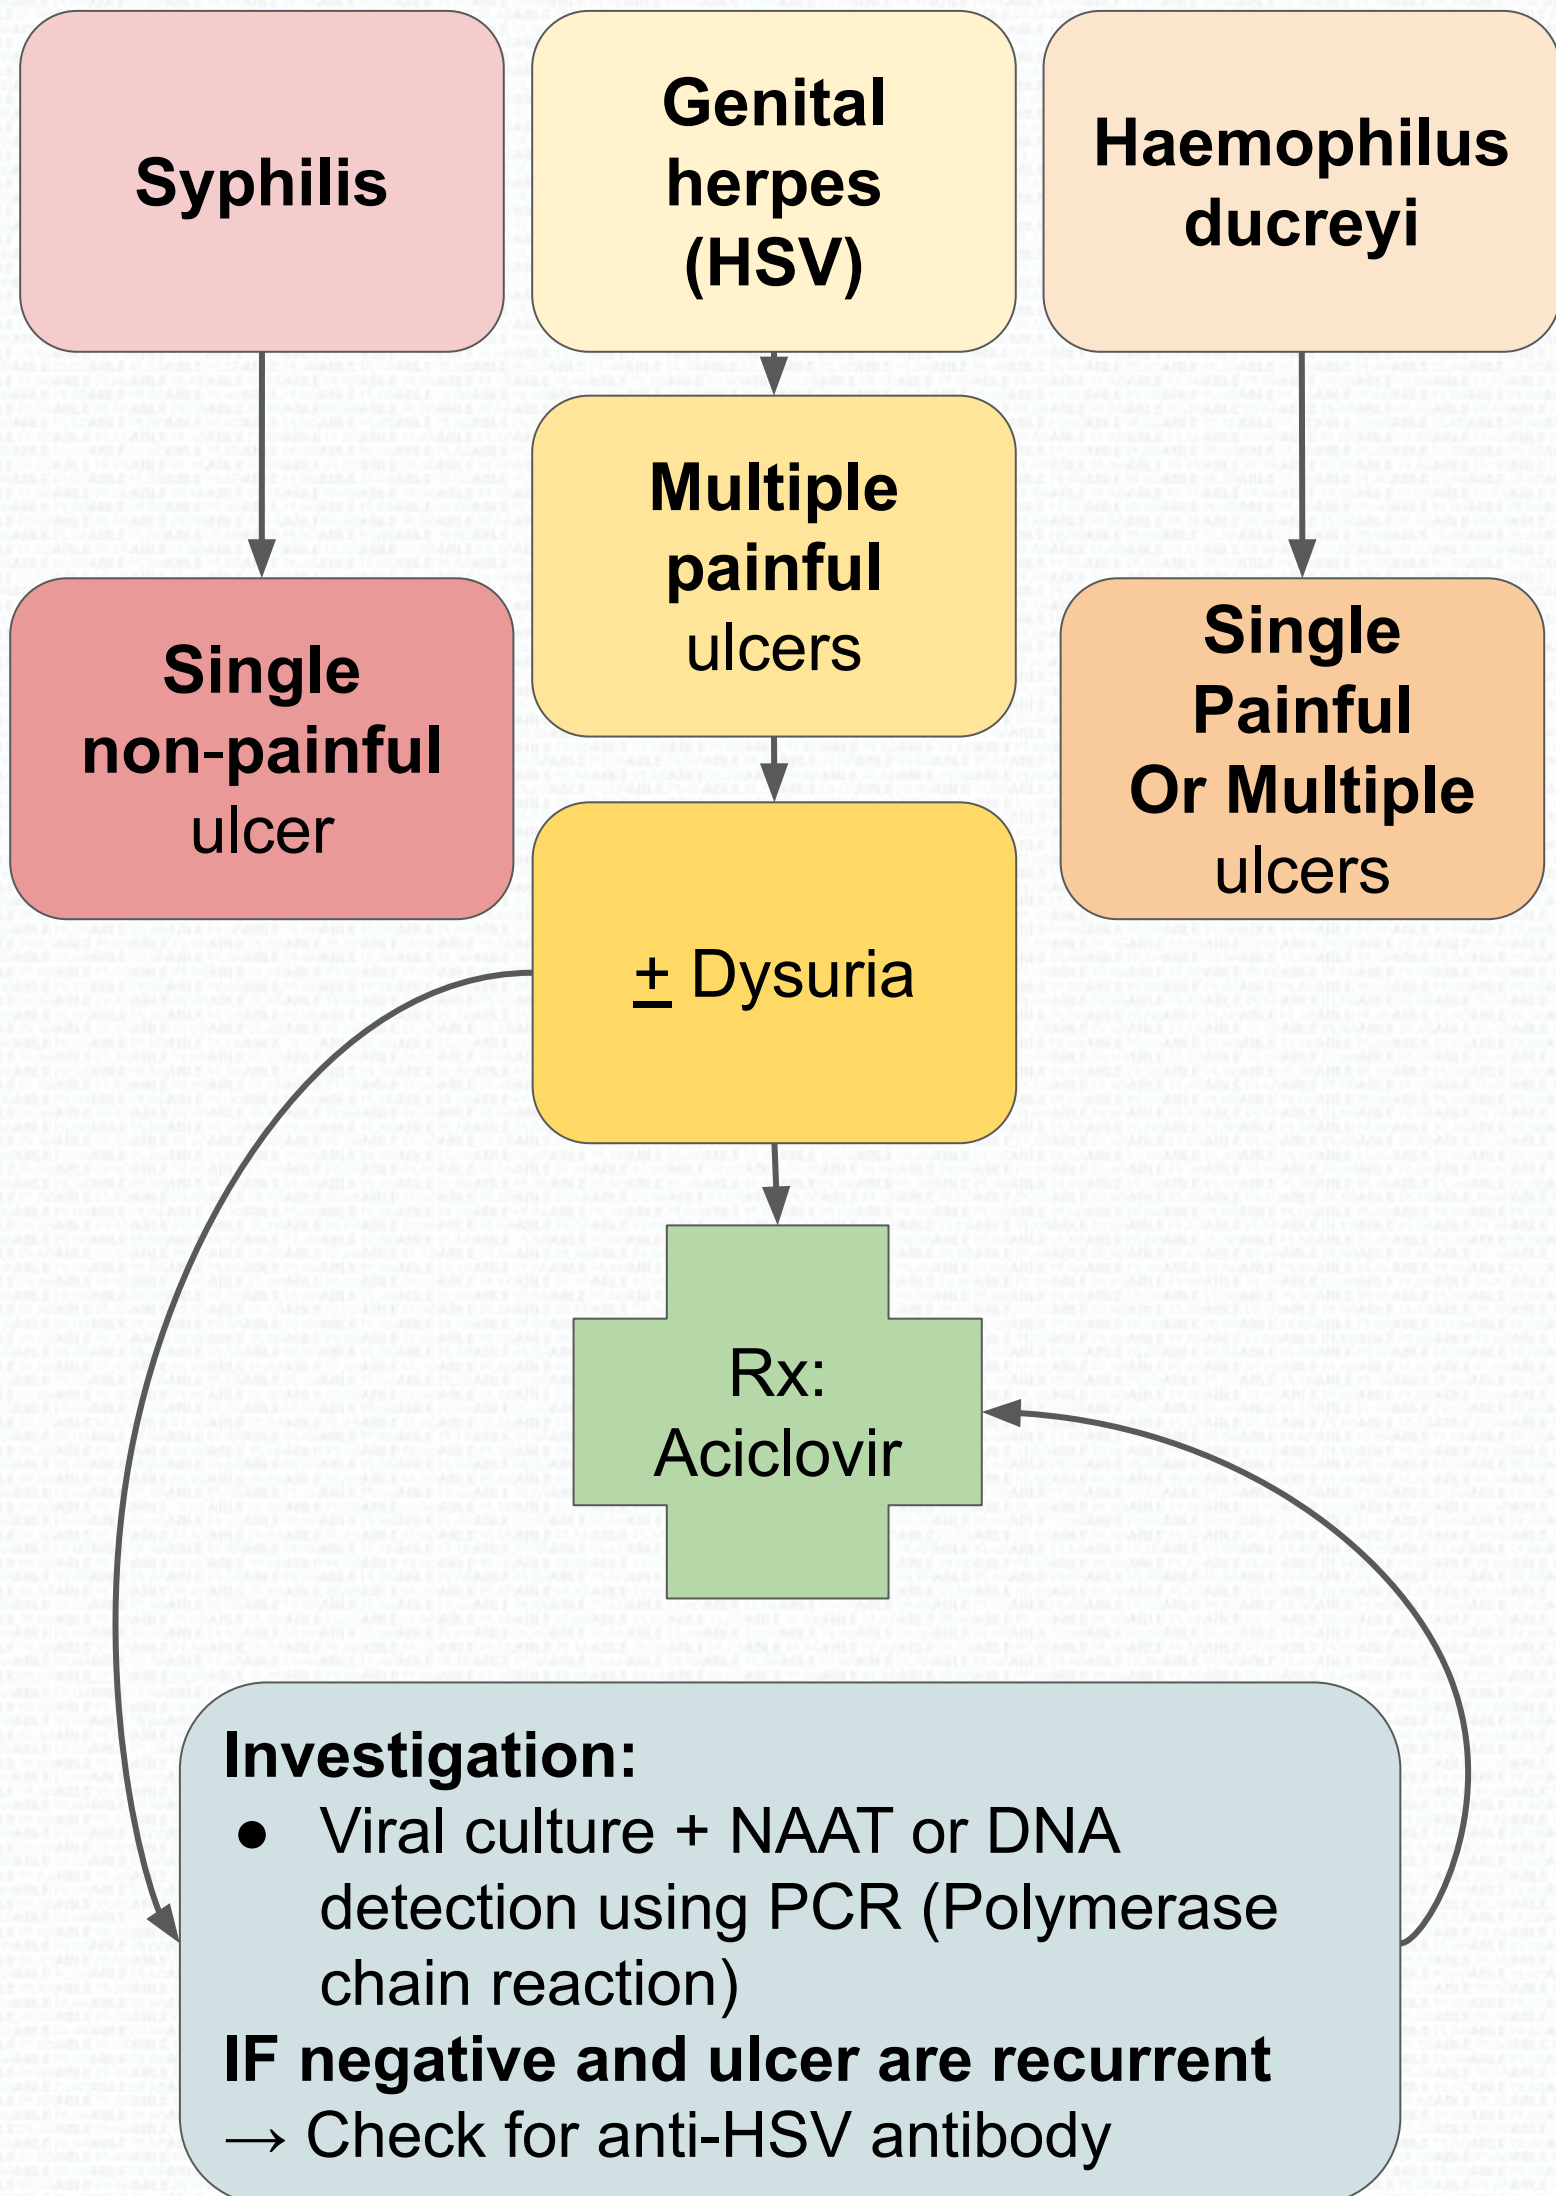 Syphilis
Genital
herpes
(HSV)
Haemophilus
ducreyi
Multiple
painful
ulcers
Single
non-painful
ulcer
Single
Painful
Or Multiple
ulcers
± Dysuria
Rx:
Aciclovir
Investigation:
● Viral culture + NAAT or DNA
detection using PCR (Polymerase
chain reaction)
IF negative and ulcer are recurrent
→ Check for anti-HSV antibody